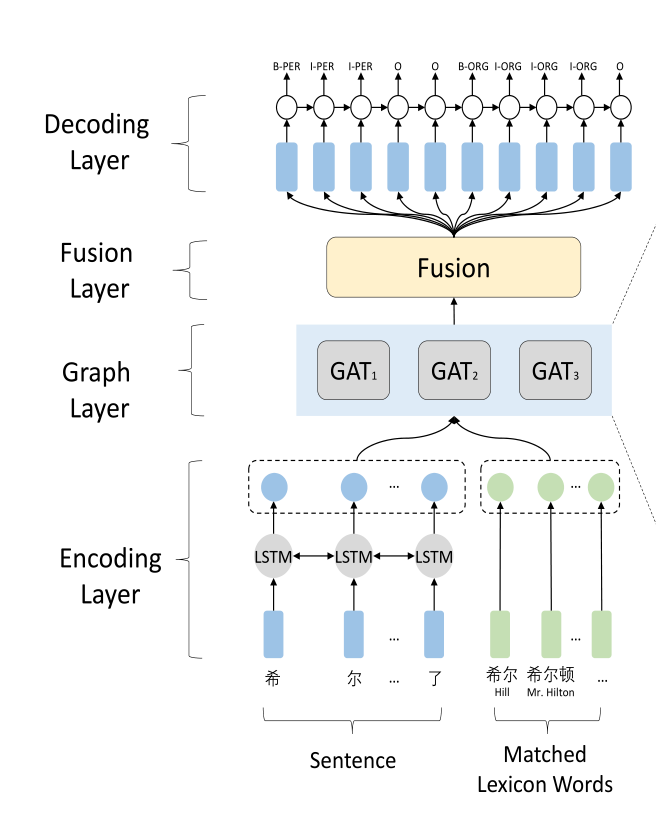 B-PER I-PER I-PER O O B-ORG I-ORG I-ORG I-ORG O
Decoding
Layer
Fusion
Layer
Fusion
Graph
Layer
GAT1 GAT2 GAT3
Encoding
Layer
... ...
LSTM LSTM LSTM
... ...
希 尔 ... 了 希尔 希尔顿 ...
Hill Mr. Hilton
Sentence
Matched
Lexicon Words